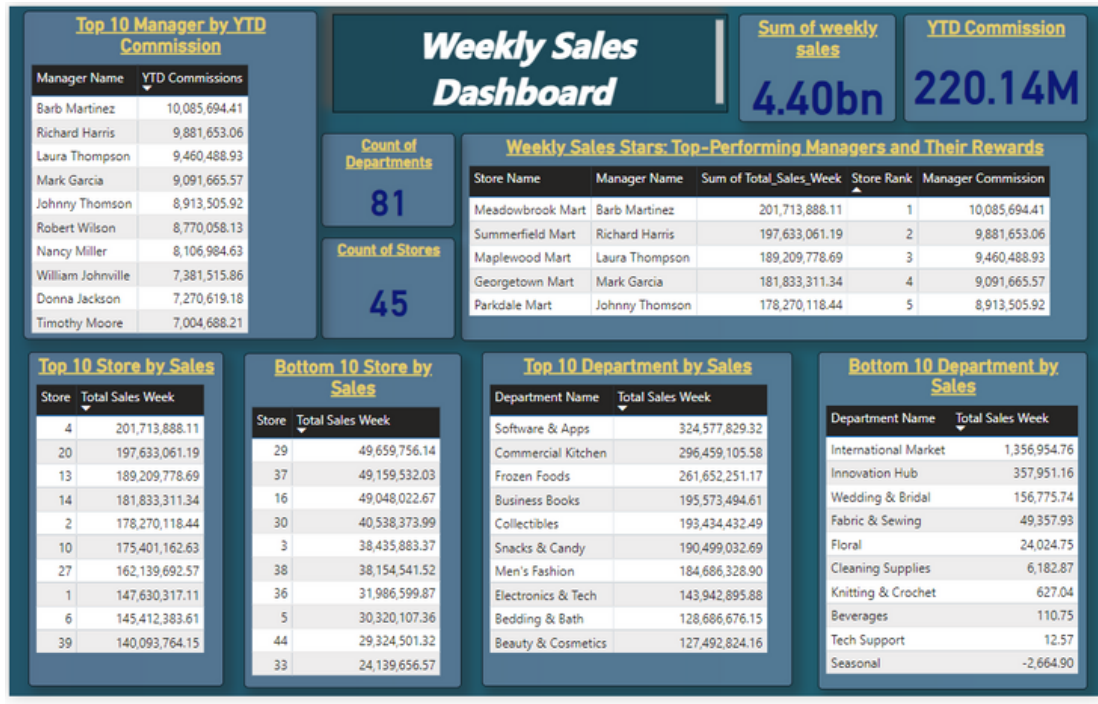 Top 10 Manager by YTD
Commission
Manager Name YTD Commissions
Barb Martinez 10,085,694.41
Richard Harris 9,881,653.06
Laura Thompson 9,460,488.93
Mark Garcia 9,091,665.57
Johnny Thomson 8,913,505.92
Robert Wilson 8,770,058.13
Nancy Miller 8,106,984.63
William Johnville 7,381,515.86
Donna Jackson 7,270,619.18
Timothy Moore 7,004,688.21
Weekly Sales
Dashboard
Sum of weekly
sales
4.40bn
YTD Commission
220.14M
Count of
Departments
81
Count of Stores
45
Weekly Sales Stars: Top-Performing Managers and Their Rewards
Store Name Manager Name Sum of Total_Sales_Week Store Rank Manager Commission
Meadowbrook Mart Barb Martinez 201,713,888.11 1 10,085,694.41
Summerfield Mart Richard Harris 197,633,061.19 2 9,881,653.06
Maplewood Mart Laura Thompson 189,209,778.69 3 9,460,488.93
Georgetown Mart Mark Garcia 181,833,311.34 4 9,091,665.57
Parkdale Mart Johnny Thomson 178,270,118.44 5 8,913,505.92
Top 10 Store by Sales
Store Total Sales Week
4 201,713,888.11
20 197,633,061.19
13 189,209,778.69
14 181,833,311.34
2 178,270,118.44
10 175,401,162.63
27 162,139,692.57
1 147,630,317.11
6 145,412,383.61
39 140,093,764.15
Bottom 10 Store by
Sales
Store Total Sales Week
29 49,659,756.14
37 49,159,532.03
16 49,048,022.67
30 40,538,373.99
3 38,435,883.37
38 38,154,541.52
36 31,986,599.87
5 30,320,107.36
44 29,324,501.32
33 24,139,656.57
Top 10 Department by Sales
Department Name Total Sales Week
Software & Apps 324,577,829.32
Commercial Kitchen 296,459,105.58
Frozen Foods 261,652,251.17
Business Books 195,573,494.61
Collectibles 193,434,432.49
Snacks & Candy 190,499,032.69
Men's Fashion 184,686,328.90
Electronics & Tech 143,942,895.88
Bedding & Bath 128,686,676.15
Beauty & Cosmetics 127,492,824.16
Bottom 10 Department by
Sales
Department Name Total Sales Week
International Market 1,356,954.76
Innovation Hub 357,951.16
Wedding & Bridal 156,775.74
Fabric & Sewing 49,357.93
Floral 24,024.75
Cleaning Supplies 6,182.87
Knitting & Crochet 627.04
Beverages 110.75
Tech Support 12.57
Seasonal -2,664.90